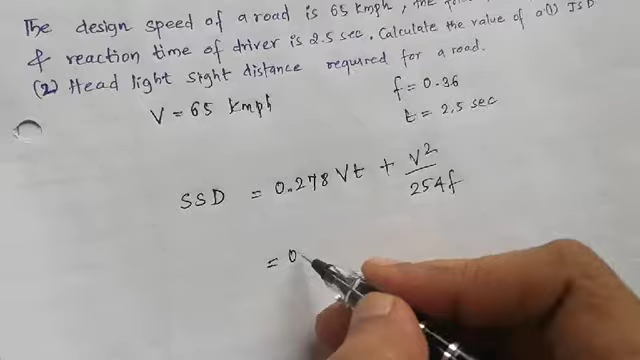 The design speed of a road is 65 kmph, the
& reaction time of driver is 2.5 sec. Calculate the value of a (1) ISD
(2) Head light sight distance required for a road.
V = 65 kmph
f = 0.36
t = 2.5 sec
SSD = 0.278 Vt + V²/254f
= 0.